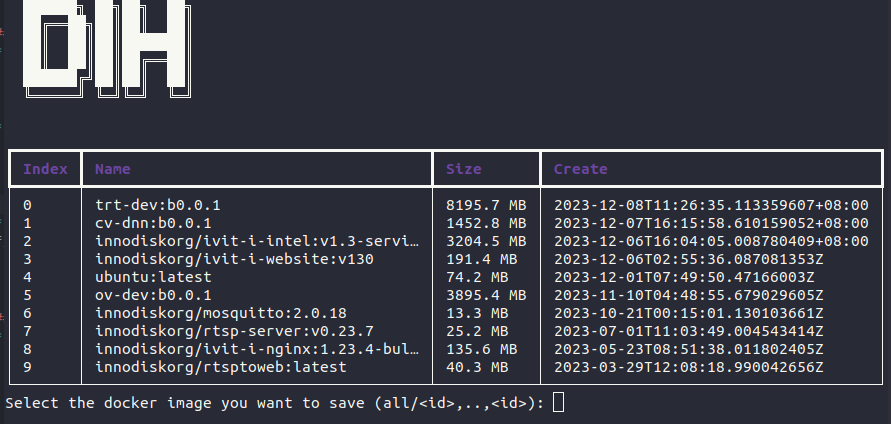 DIH
Index Name Size Create
0 trt-dev:b0.0.1 8195.7 MB 2023-12-08T11:26:35.113359607+08:00
1 cv-dnn:b0.0.1 1452.8 MB 2023-12-07T16:15:58.610159052+08:00
2 innodiskorg/ivit-i-intel:v1.3-servi… 3204.5 MB 2023-12-06T16:04:05.008780409+08:00
3 innodiskorg/ivit-i-website:v130 191.4 MB 2023-12-06T02:55:36.087081353Z
4 ubuntu:latest 74.2 MB 2023-12-01T07:49:50.47166003Z
5 ov-dev:b0.0.1 3895.4 MB 2023-11-10T04:48:55.679029605Z
6 innodiskorg/mosquitto:2.0.18 13.3 MB 2023-10-21T00:15:01.130103661Z
7 innodiskorg/rtsp-server:v0.23.7 25.2 MB 2023-07-01T11:03:49.004543414Z
8 innodiskorg/ivit-i-nginx:1.23.4-bul… 135.6 MB 2023-05-23T08:51:38.011802405Z
9 innodiskorg/rtsptoweb:latest 40.3 MB 2023-03-29T12:08:18.990042656Z
Select the docker image you want to save (all/<id>,..,<id>):